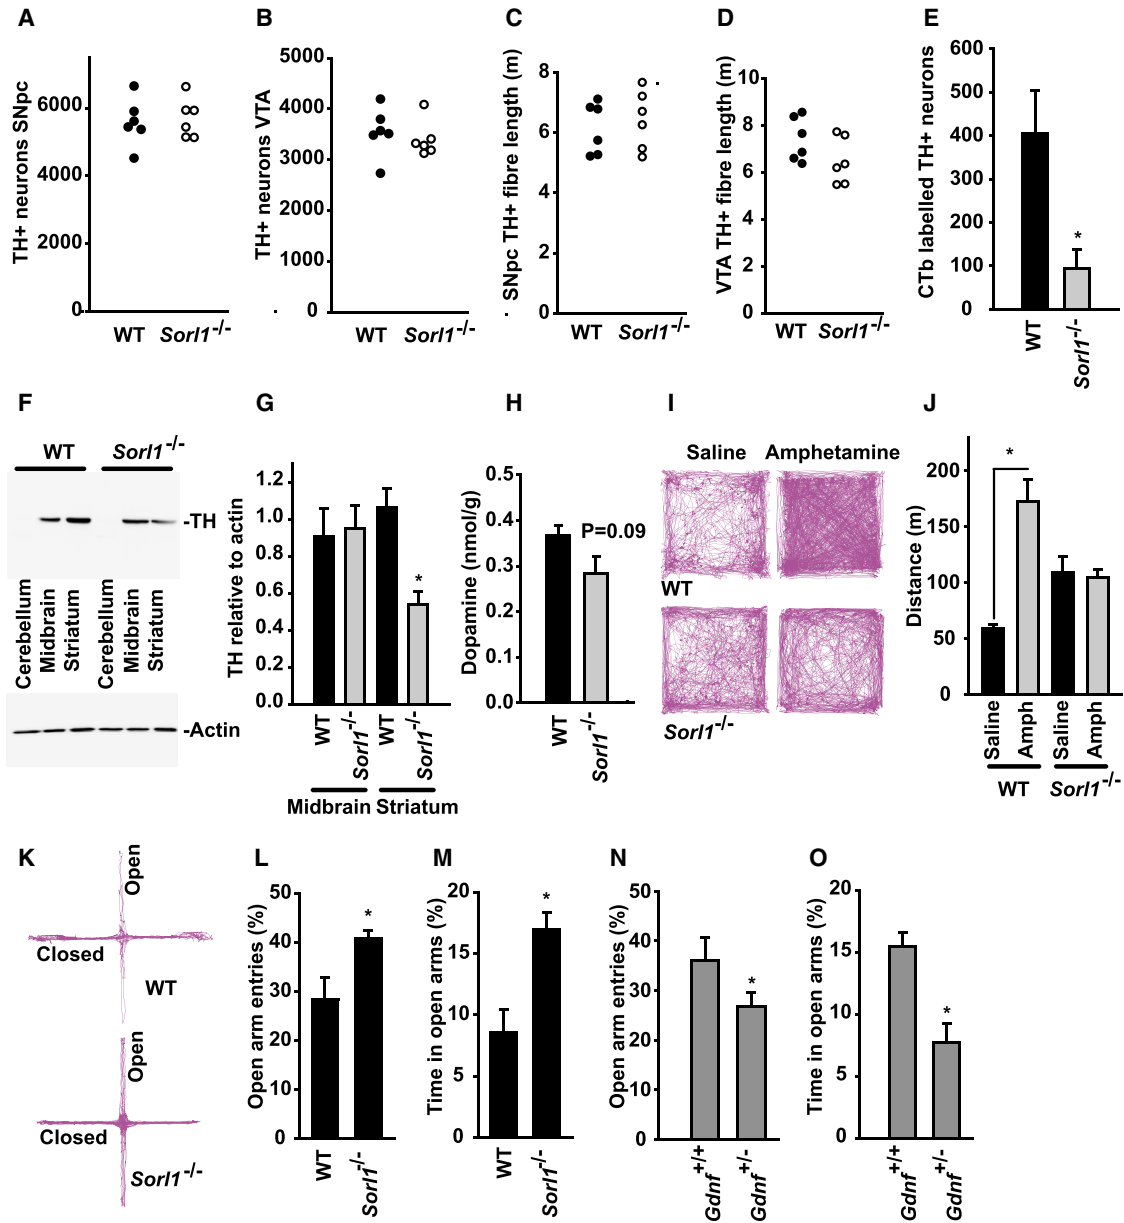 A
TH+ neurons SNpc
6000
4000
2000
0
WT Sorl1-/-
B
TH+ neurons VTA
5000
4000
3000
2000
1000
0
WT Sorl1-/-
C
SNpc TH+ fibre length (m)
8
6
4
2
0
WT Sorl1-/-
D
VTA TH+ fibre length (m)
10
8
6
4
2
0
WT Sorl1-/-
E
CTb labelled TH+ neurons
600
500
400
300
200
100
0
*
WT
Sorl1-/-
F
WT Sorl1-/-
-TH
Cerebellum
Midbrain
Striatum
Cerebellum
Midbrain
Striatum
-Actin
G
TH relative to actin
1.2
1.0
0.8
0.6
0.4
0.2
0.0
*
WT
Sorl1-/-
WT
Sorl1-/-
Midbrain Striatum
H
Dopamine (nmol/g)
0.5
0.4
0.3
0.2
0.1
0.0
P=0.09
WT
Sorl1-/-
I
Saline Amphetamine
WT
Sorl1-/-
J
Distance (m)
200
150
100
50
0
*
Saline
Amph
Saline
Amph
WT Sorl1-/-
K
Open
Closed
WT
Open
Closed
Sorl1-/-
L
Open arm entries (%)
50
40
30
20
10
0
*
WT
Sorl1-/-
M
Time in open arms (%)
20
15
10
5
0
*
WT
Sorl1-/-
N
Open arm entries (%)
50
40
30
20
10
0
*
Gdnf+/+
Gdnf+/-
O
Time in open arms (%)
20
15
10
5
0
*
Gdnf+/+
Gdnf+/-